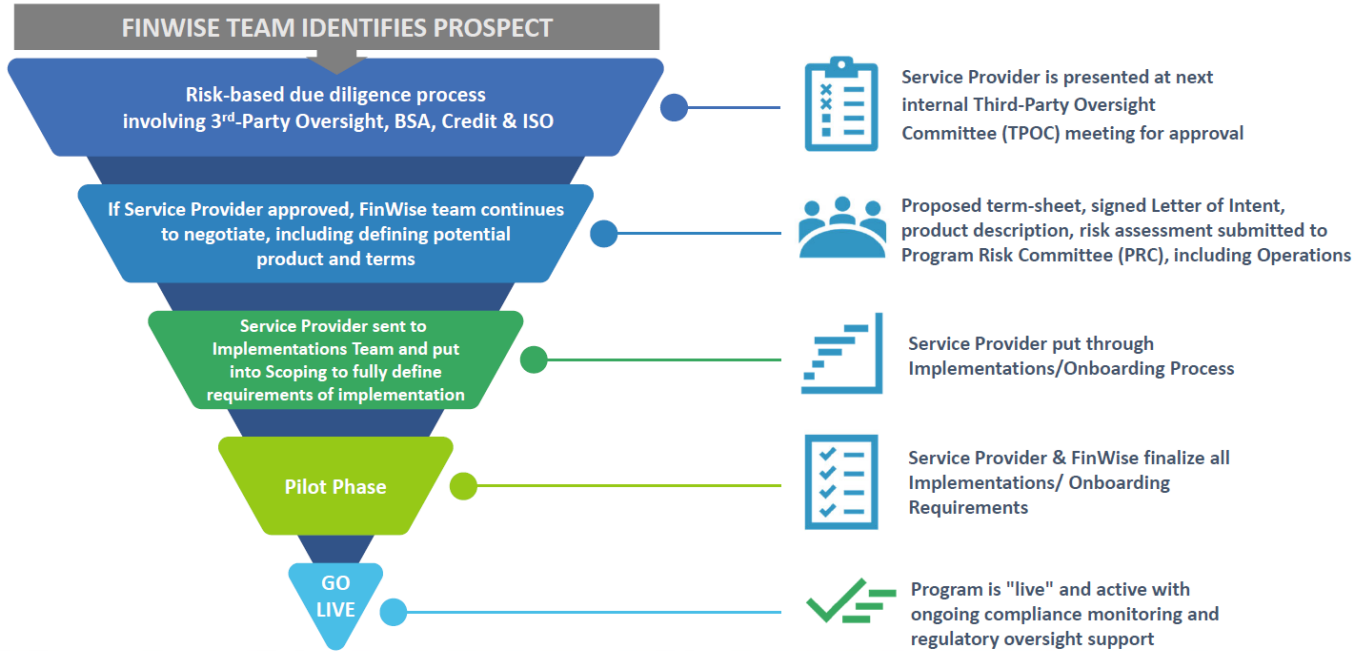 FINWISE TEAM IDENTIFIES PROSPECT
Risk-based due diligence process
involving 3rd-Party Oversight, BSA, Credit & ISO
Service Provider is presented at next
internal Third-Party Oversight
Committee (TPOC) meeting for approval
If Service Provider approved, FinWise team continues
to negotiate, including defining potential
product and terms
Proposed term-sheet, signed Letter of Intent,
product description, risk assessment submitted to
Program Risk Committee (PRC), including Operations
Service Provider sent to
Implementations Team and put
into Scoping to fully define
requirements of implementation
Service Provider put through
Implementations/Onboarding Process
Pilot Phase
Service Provider & FinWise finalize all
Implementations/ Onboarding
Requirements
GO
LIVE
Program is "live" and active with
ongoing compliance monitoring and
regulatory oversight support